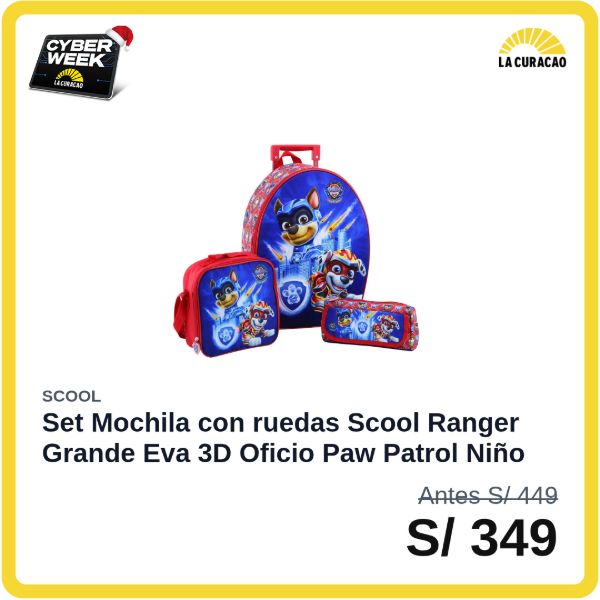 CYBER
WEEK
LA CURACAO
LA CURACAO
SCOOL
Set Mochila con ruedas Scool Ranger
Grande Eva 3D Oficio Paw Patrol Niño
Antes S/ 449
S/ 349